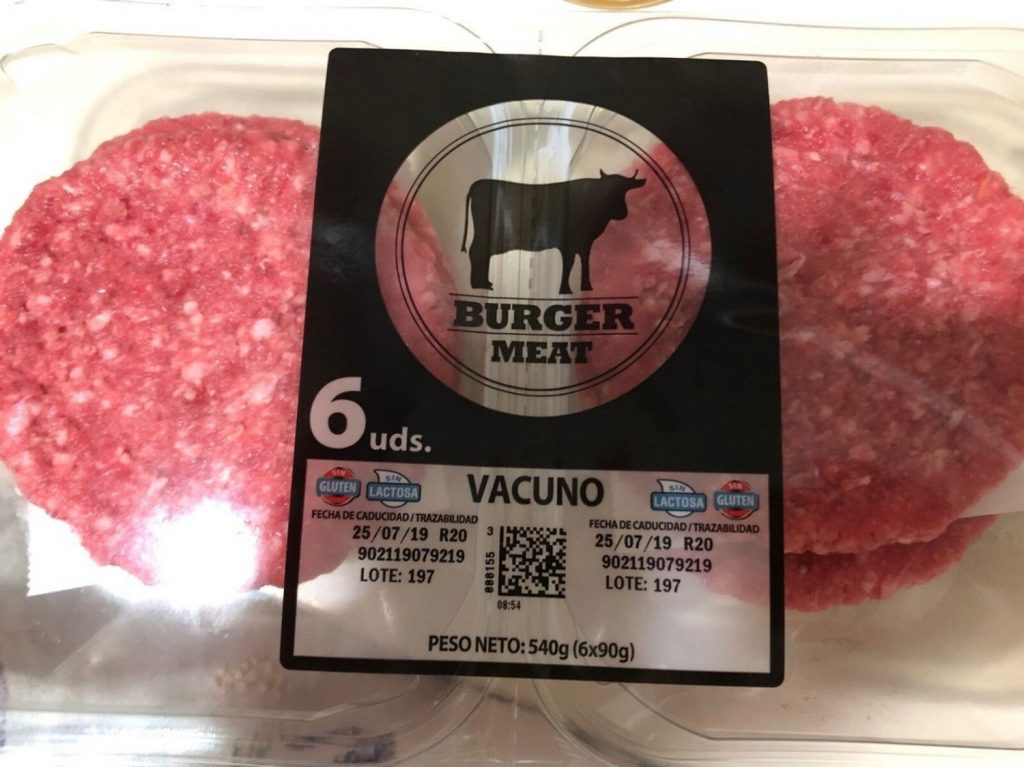 BURGER
MEAT
6 uds.
SIN
GLUTEN
SIN
LACTOSA
VACUNO
SIN
LACTOSA
SIN
GLUTEN
FECHA DE CADUCIDAD / TRAZABILIDAD
25/07/19 R20
902119079219
LOTE: 197
3
808155
08:54
FECHA DE CADUCIDAD / TRAZABILIDAD
25/07/19 R20
902119079219
LOTE: 197
PESO NETO: 540g (6x90g)